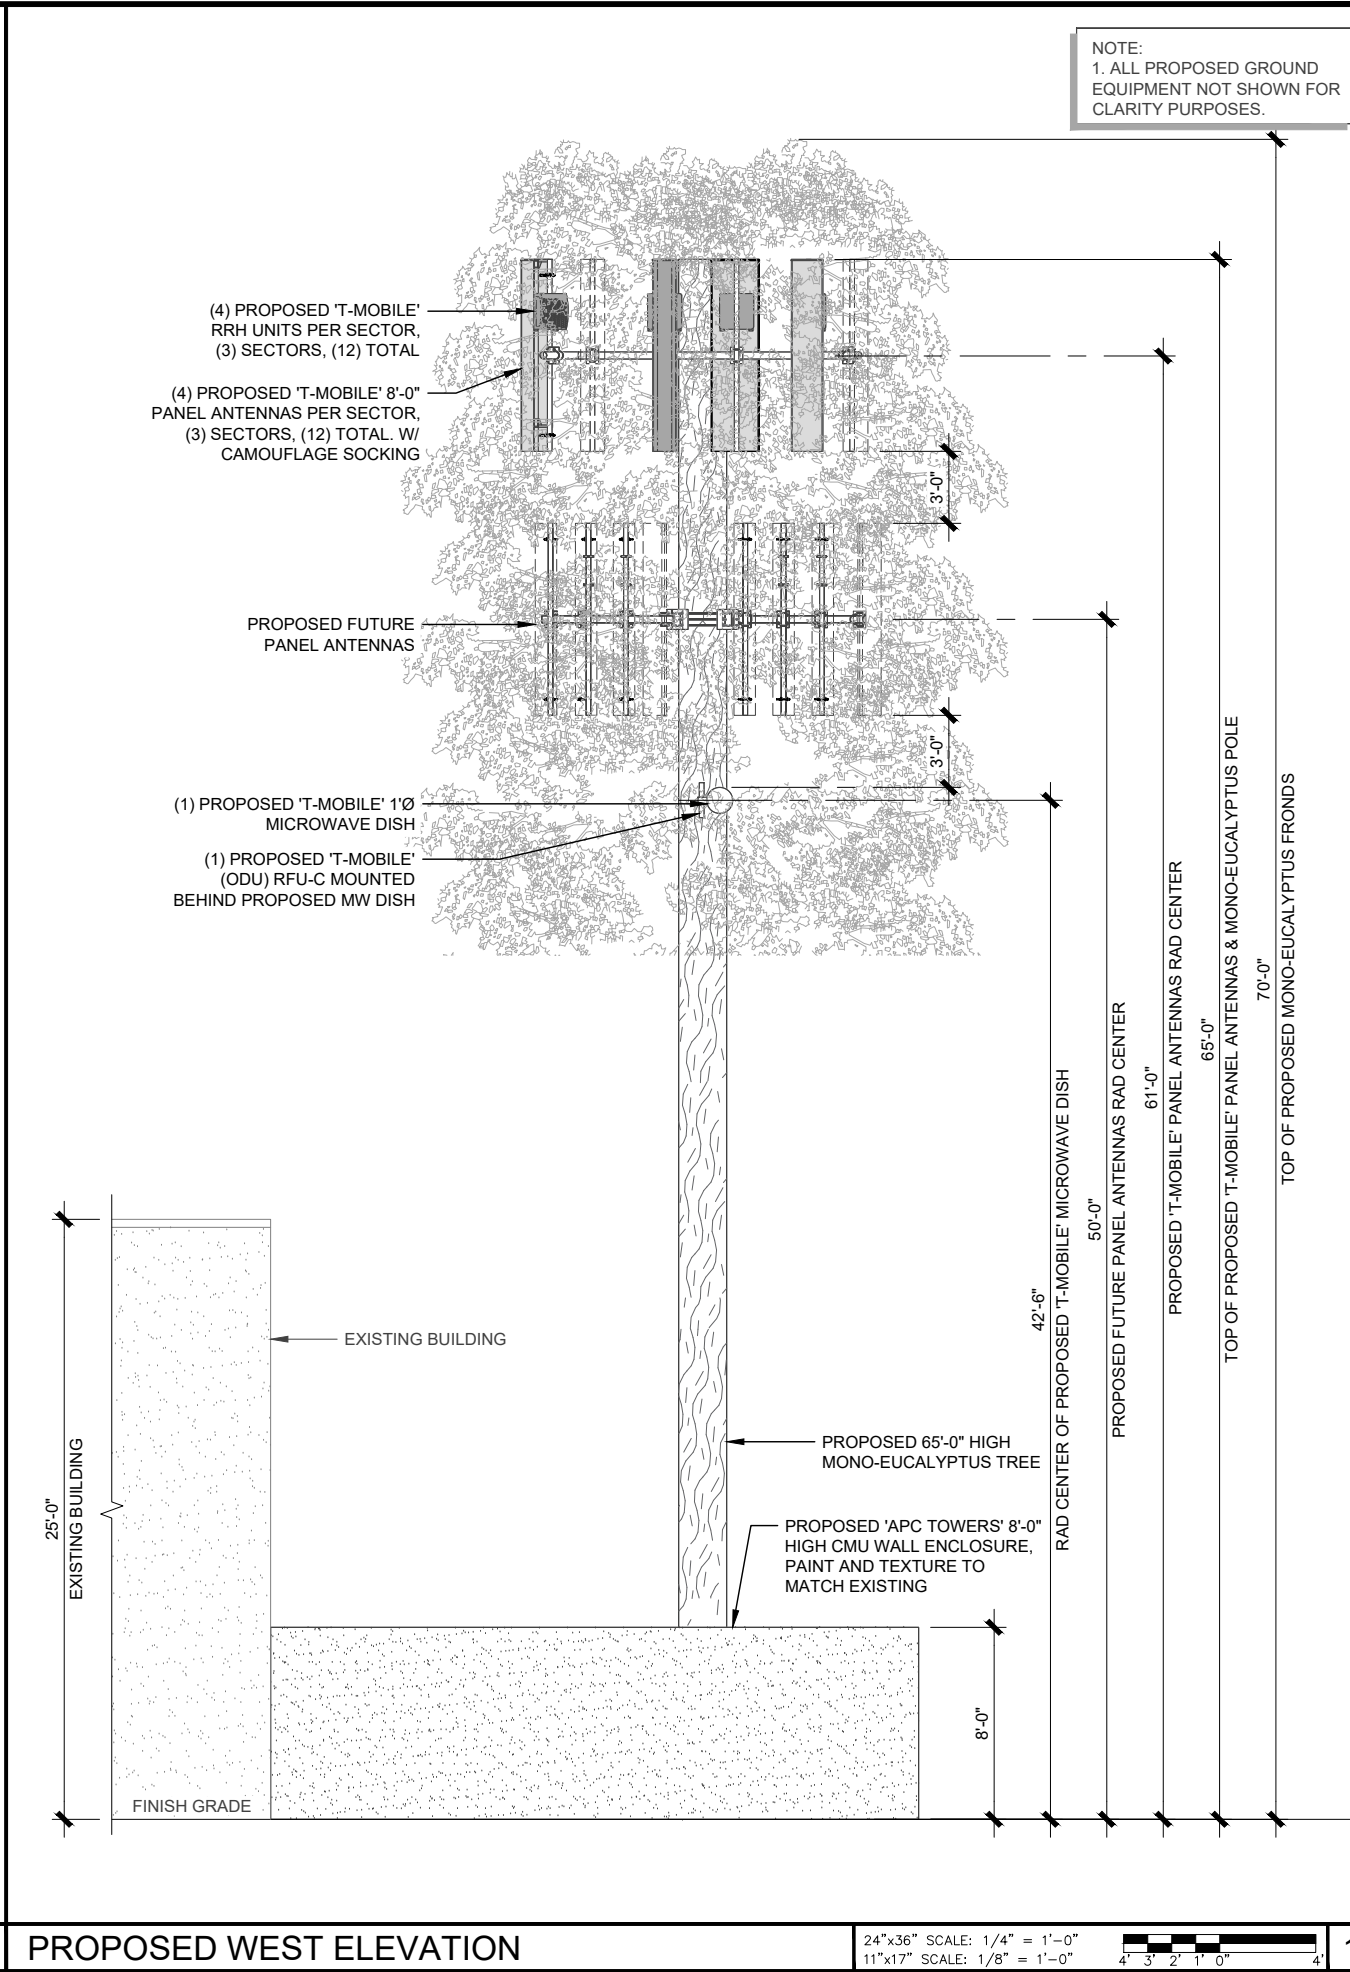 NOTE:
1. ALL PROPOSED GROUND
EQUIPMENT NOT SHOWN FOR
CLARITY PURPOSES.
(4) PROPOSED 'T-MOBILE'
RRH UNITS PER SECTOR,
(3) SECTORS, (12) TOTAL
(4) PROPOSED 'T-MOBILE' 8'-0"
PANEL ANTENNAS PER SECTOR,
(3) SECTORS, (12) TOTAL. W/
CAMOUFLAGE SOCKING
3'-0"
PROPOSED FUTURE
PANEL ANTENNAS
3'-0"
(1) PROPOSED 'T-MOBILE' 1'Ø
MICROWAVE DISH
(1) PROPOSED 'T-MOBILE'
(ODU) RFU-C MOUNTED
BEHIND PROPOSED MW DISH
42'-6"
RAD CENTER OF PROPOSED 'T-MOBILE' MICROWAVE DISH
50'-0"
PROPOSED FUTURE PANEL ANTENNAS RAD CENTER
61'-0"
PROPOSED 'T-MOBILE' PANEL ANTENNAS RAD CENTER
65'-0"
TOP OF PROPOSED 'T-MOBILE' PANEL ANTENNAS & MONO-EUCALYPTUS POLE
70'-0"
TOP OF PROPOSED MONO-EUCALYPTUS FRONDS
EXISTING BUILDING
25'-0"
EXISTING BUILDING
PROPOSED 65'-0" HIGH
MONO-EUCALYPTUS TREE
PROPOSED 'APC TOWERS' 8'-0"
HIGH CMU WALL ENCLOSURE,
PAINT AND TEXTURE TO
MATCH EXISTING
8'-0"
FINISH GRADE
PROPOSED WEST ELEVATION
24"x36" SCALE: 1/4" = 1'-0"
11"x17" SCALE: 1/8" = 1'-0"
4' 3' 2' 1' 0" 4'